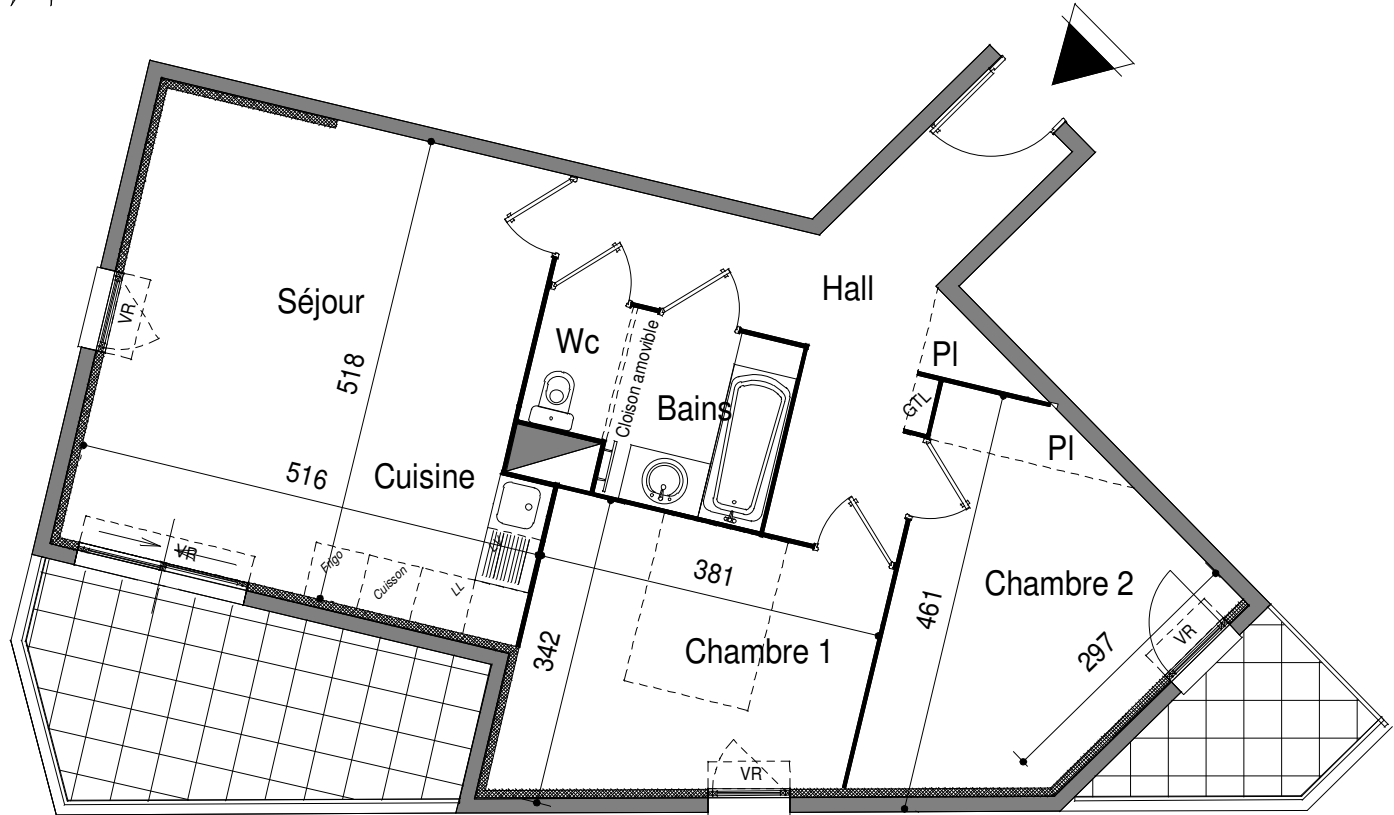 Hall
Séjour
VR
Wc
Cloison amovible
Pl
518
Bains
GTL
Pl
516
Cuisine
VR
Frigo
Cuisson
LL
381
Chambre 2
461
342
Chambre 1
297
VR
VR